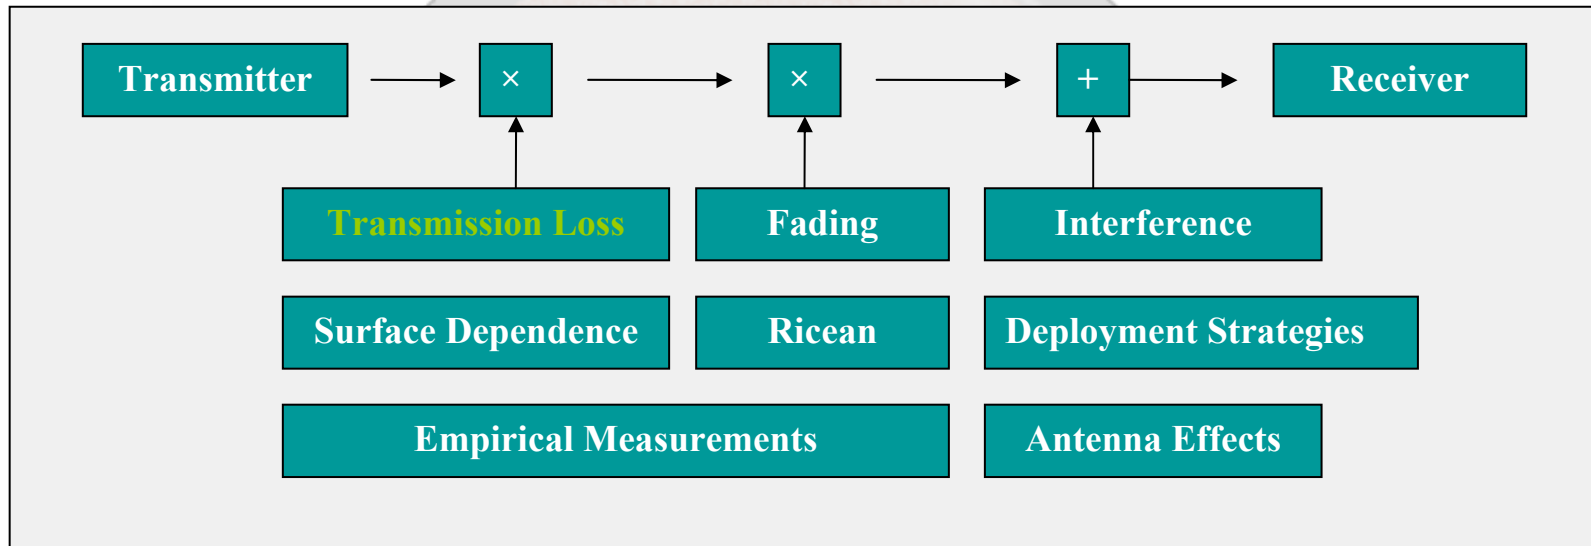 Transmitter × × + Receiver
Transmission Loss Fading Interference
Surface Dependence Ricean Deployment Strategies
Empirical Measurements Antenna Effects